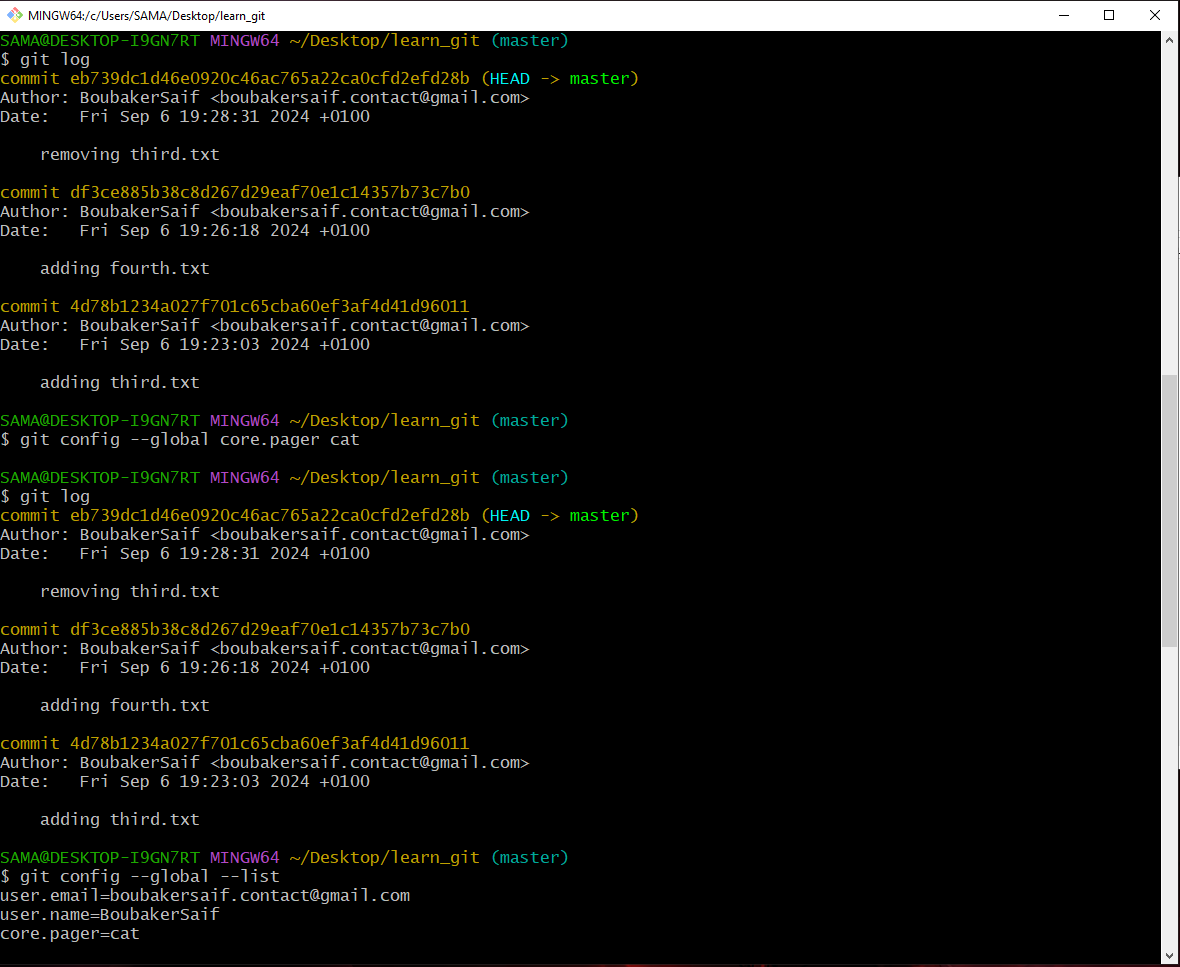 MINGW64:/c/Users/SAMA/Desktop/learn_git
SAMA@DESKTOP-I9GN7RT MINGW64 ~/Desktop/learn_git (master)
$ git log
commit eb739dc1d46e0920c46ac765a22ca0cfd2efd28b (HEAD -> master)
Author: BoubakerSaif <boubakersaif.contact@gmail.com>
Date:   Fri Sep 6 19:28:31 2024 +0100
    removing third.txt
commit df3ce885b38c8d267d29eaf70e1c14357b73c7b0
Author: BoubakerSaif <boubakersaif.contact@gmail.com>
Date:   Fri Sep 6 19:26:18 2024 +0100
    adding fourth.txt
commit 4d78b1234a027f701c65cba60ef3af4d41d96011
Author: BoubakerSaif <boubakersaif.contact@gmail.com>
Date:   Fri Sep 6 19:23:03 2024 +0100
    adding third.txt
SAMA@DESKTOP-I9GN7RT MINGW64 ~/Desktop/learn_git (master)
$ git config --global core.pager cat
SAMA@DESKTOP-I9GN7RT MINGW64 ~/Desktop/learn_git (master)
$ git log
commit eb739dc1d46e0920c46ac765a22ca0cfd2efd28b (HEAD -> master)
Author: BoubakerSaif <boubakersaif.contact@gmail.com>
Date:   Fri Sep 6 19:28:31 2024 +0100
    removing third.txt
commit df3ce885b38c8d267d29eaf70e1c14357b73c7b0
Author: BoubakerSaif <boubakersaif.contact@gmail.com>
Date:   Fri Sep 6 19:26:18 2024 +0100
    adding fourth.txt
commit 4d78b1234a027f701c65cba60ef3af4d41d96011
Author: BoubakerSaif <boubakersaif.contact@gmail.com>
Date:   Fri Sep 6 19:23:03 2024 +0100
    adding third.txt
SAMA@DESKTOP-I9GN7RT MINGW64 ~/Desktop/learn_git (master)
$ git config --global --list
user.email=boubakersaif.contact@gmail.com
user.name=BoubakerSaif
core.pager=cat